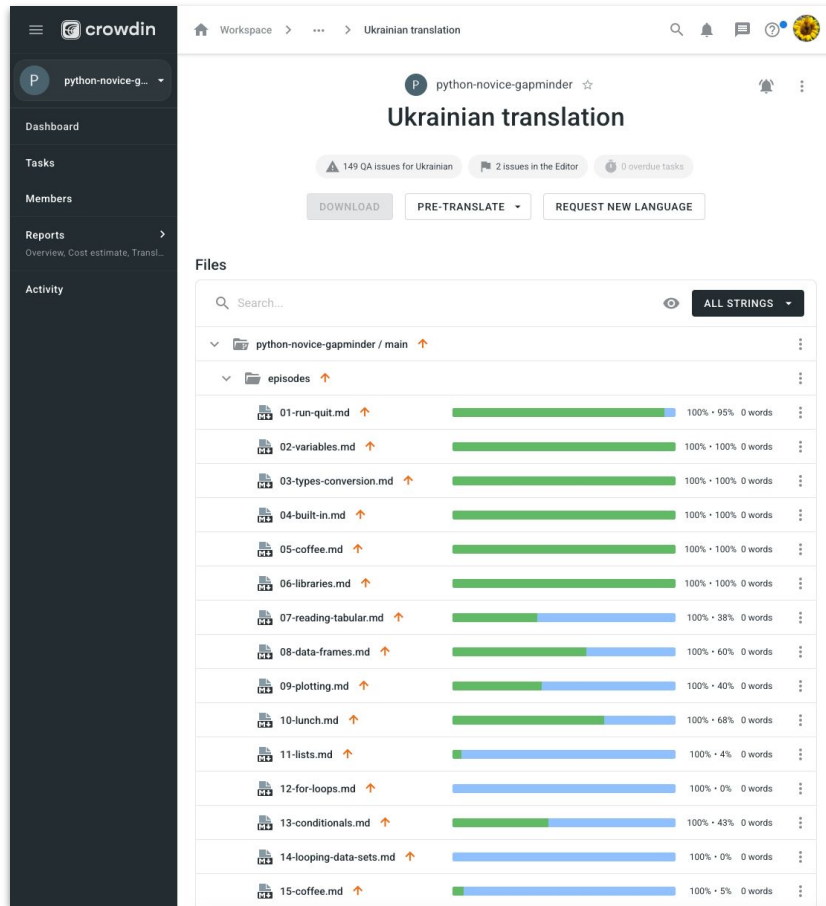 crowdin
Workspace > ... > Ukrainian translation
P python-novice-g...
Dashboard
Tasks
Members
Reports
Overview, Cost estimate, Transl...
Activity
P python-novice-gapminder
Ukrainian translation
149 QA issues for Ukrainian 2 issues in the Editor 0 overdue tasks
DOWNLOAD PRE-TRANSLATE REQUEST NEW LANGUAGE
Files
Search... ALL STRINGS
python-novice-gapminder / main
episodes
01-run-quit.md 100% • 95% 0 words
02-variables.md 100% • 100% 0 words
03-types-conversion.md 100% • 100% 0 words
04-built-in.md 100% • 100% 0 words
05-coffee.md 100% • 100% 0 words
06-libraries.md 100% • 100% 0 words
07-reading-tabular.md 100% • 38% 0 words
08-data-frames.md 100% • 60% 0 words
09-plotting.md 100% • 40% 0 words
10-lunch.md 100% • 68% 0 words
11-lists.md 100% • 4% 0 words
12-for-loops.md 100% • 0% 0 words
13-conditionals.md 100% • 43% 0 words
14-looping-data-sets.md 100% • 0% 0 words
15-coffee.md 100% • 5% 0 words